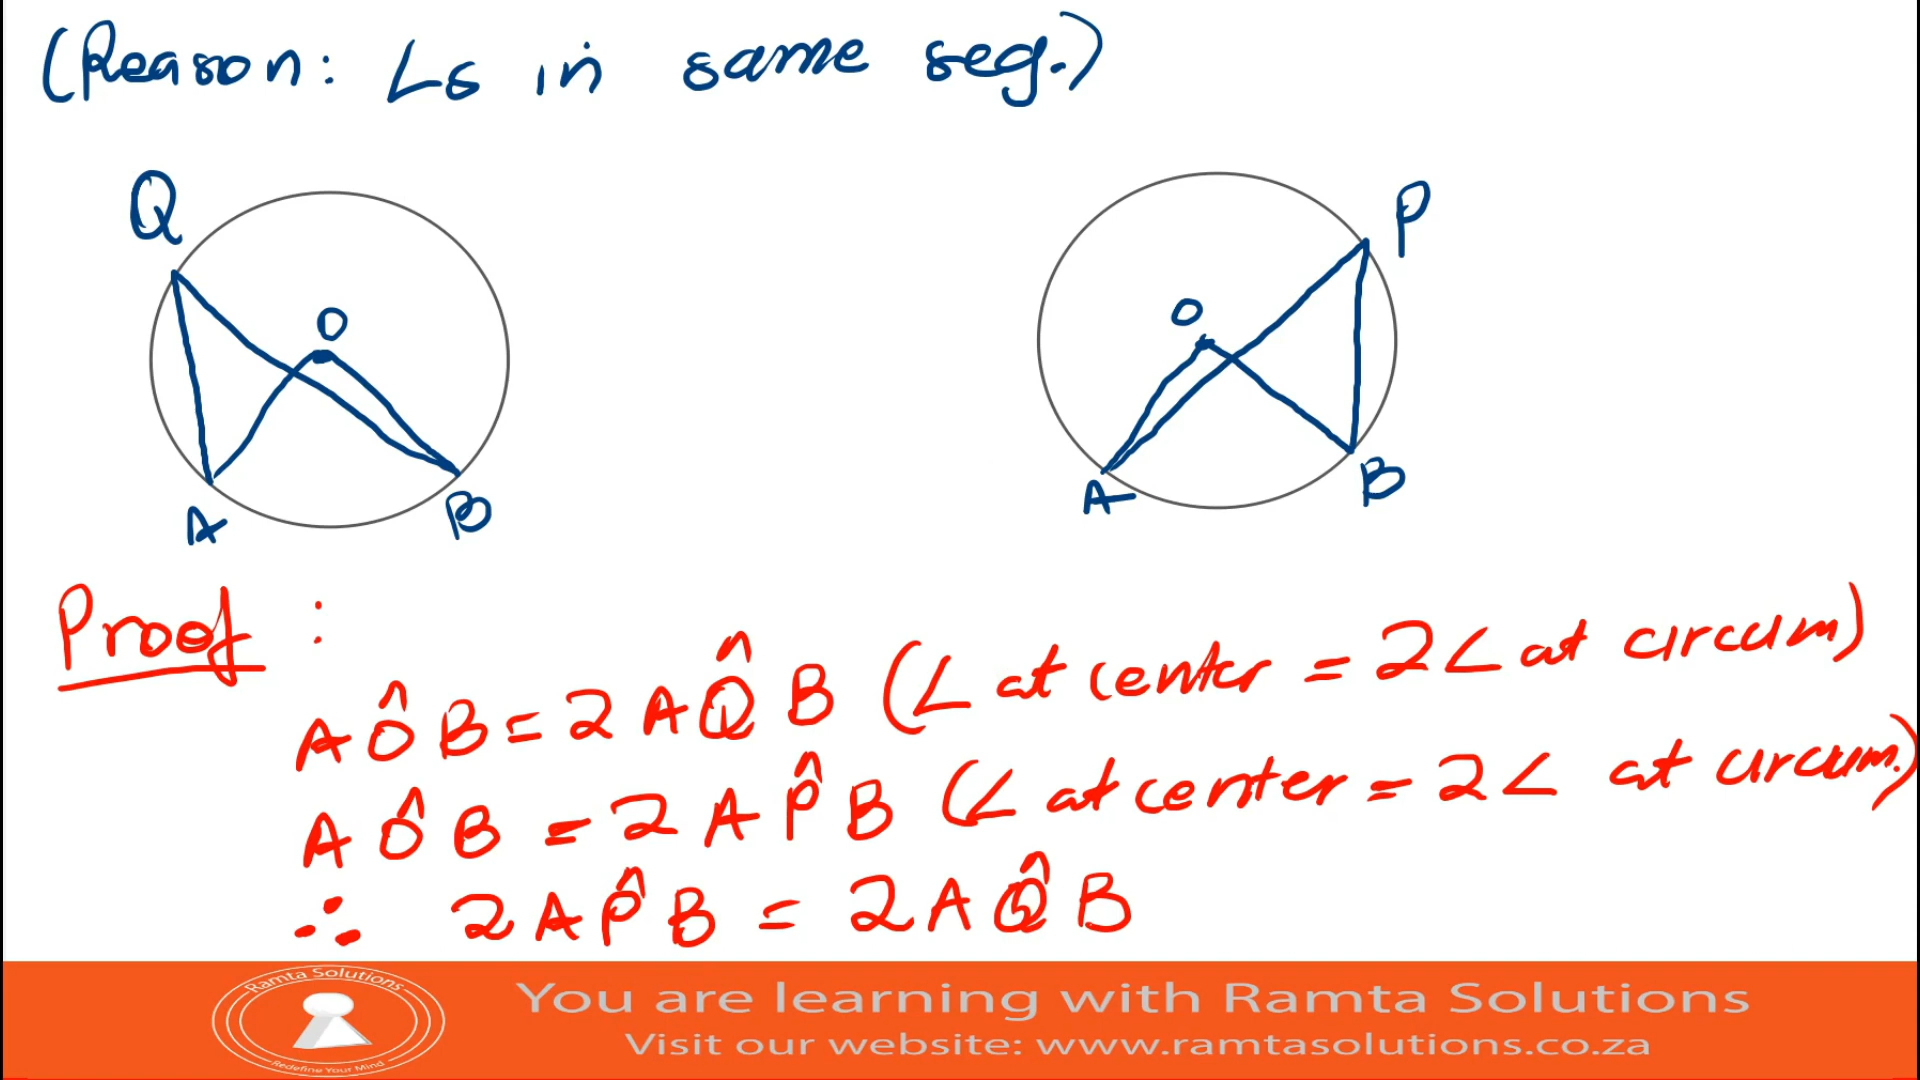 (Reason: ∠s in same seg.)
Q
P
O
O
A
B
A
B
Proof :
AÔB = 2AQ̂B (∠ at center = 2∠ at circum)
AÔB = 2AP̂B (∠ at center = 2∠ at circum.)
∴ 2AP̂B = 2AQ̂B
Ramta Solutions
Redefine Your Mind
You are learning with Ramta Solutions
Visit our website: www.ramtasolutions.co.za